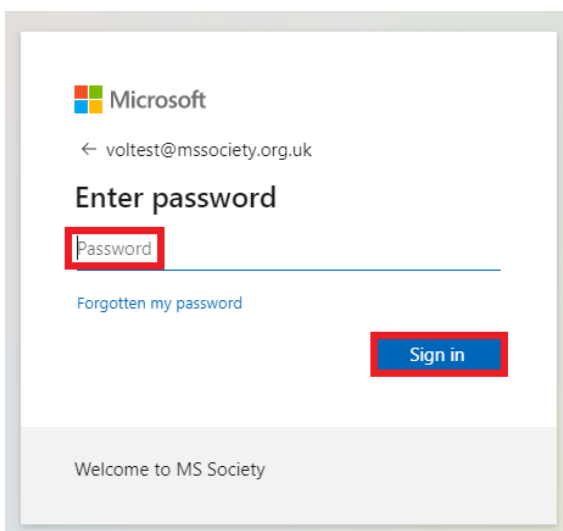 Microsoft
← voltest@mssociety.org.uk
Enter password
Password
Forgotten my password
Sign in
Welcome to MS Society